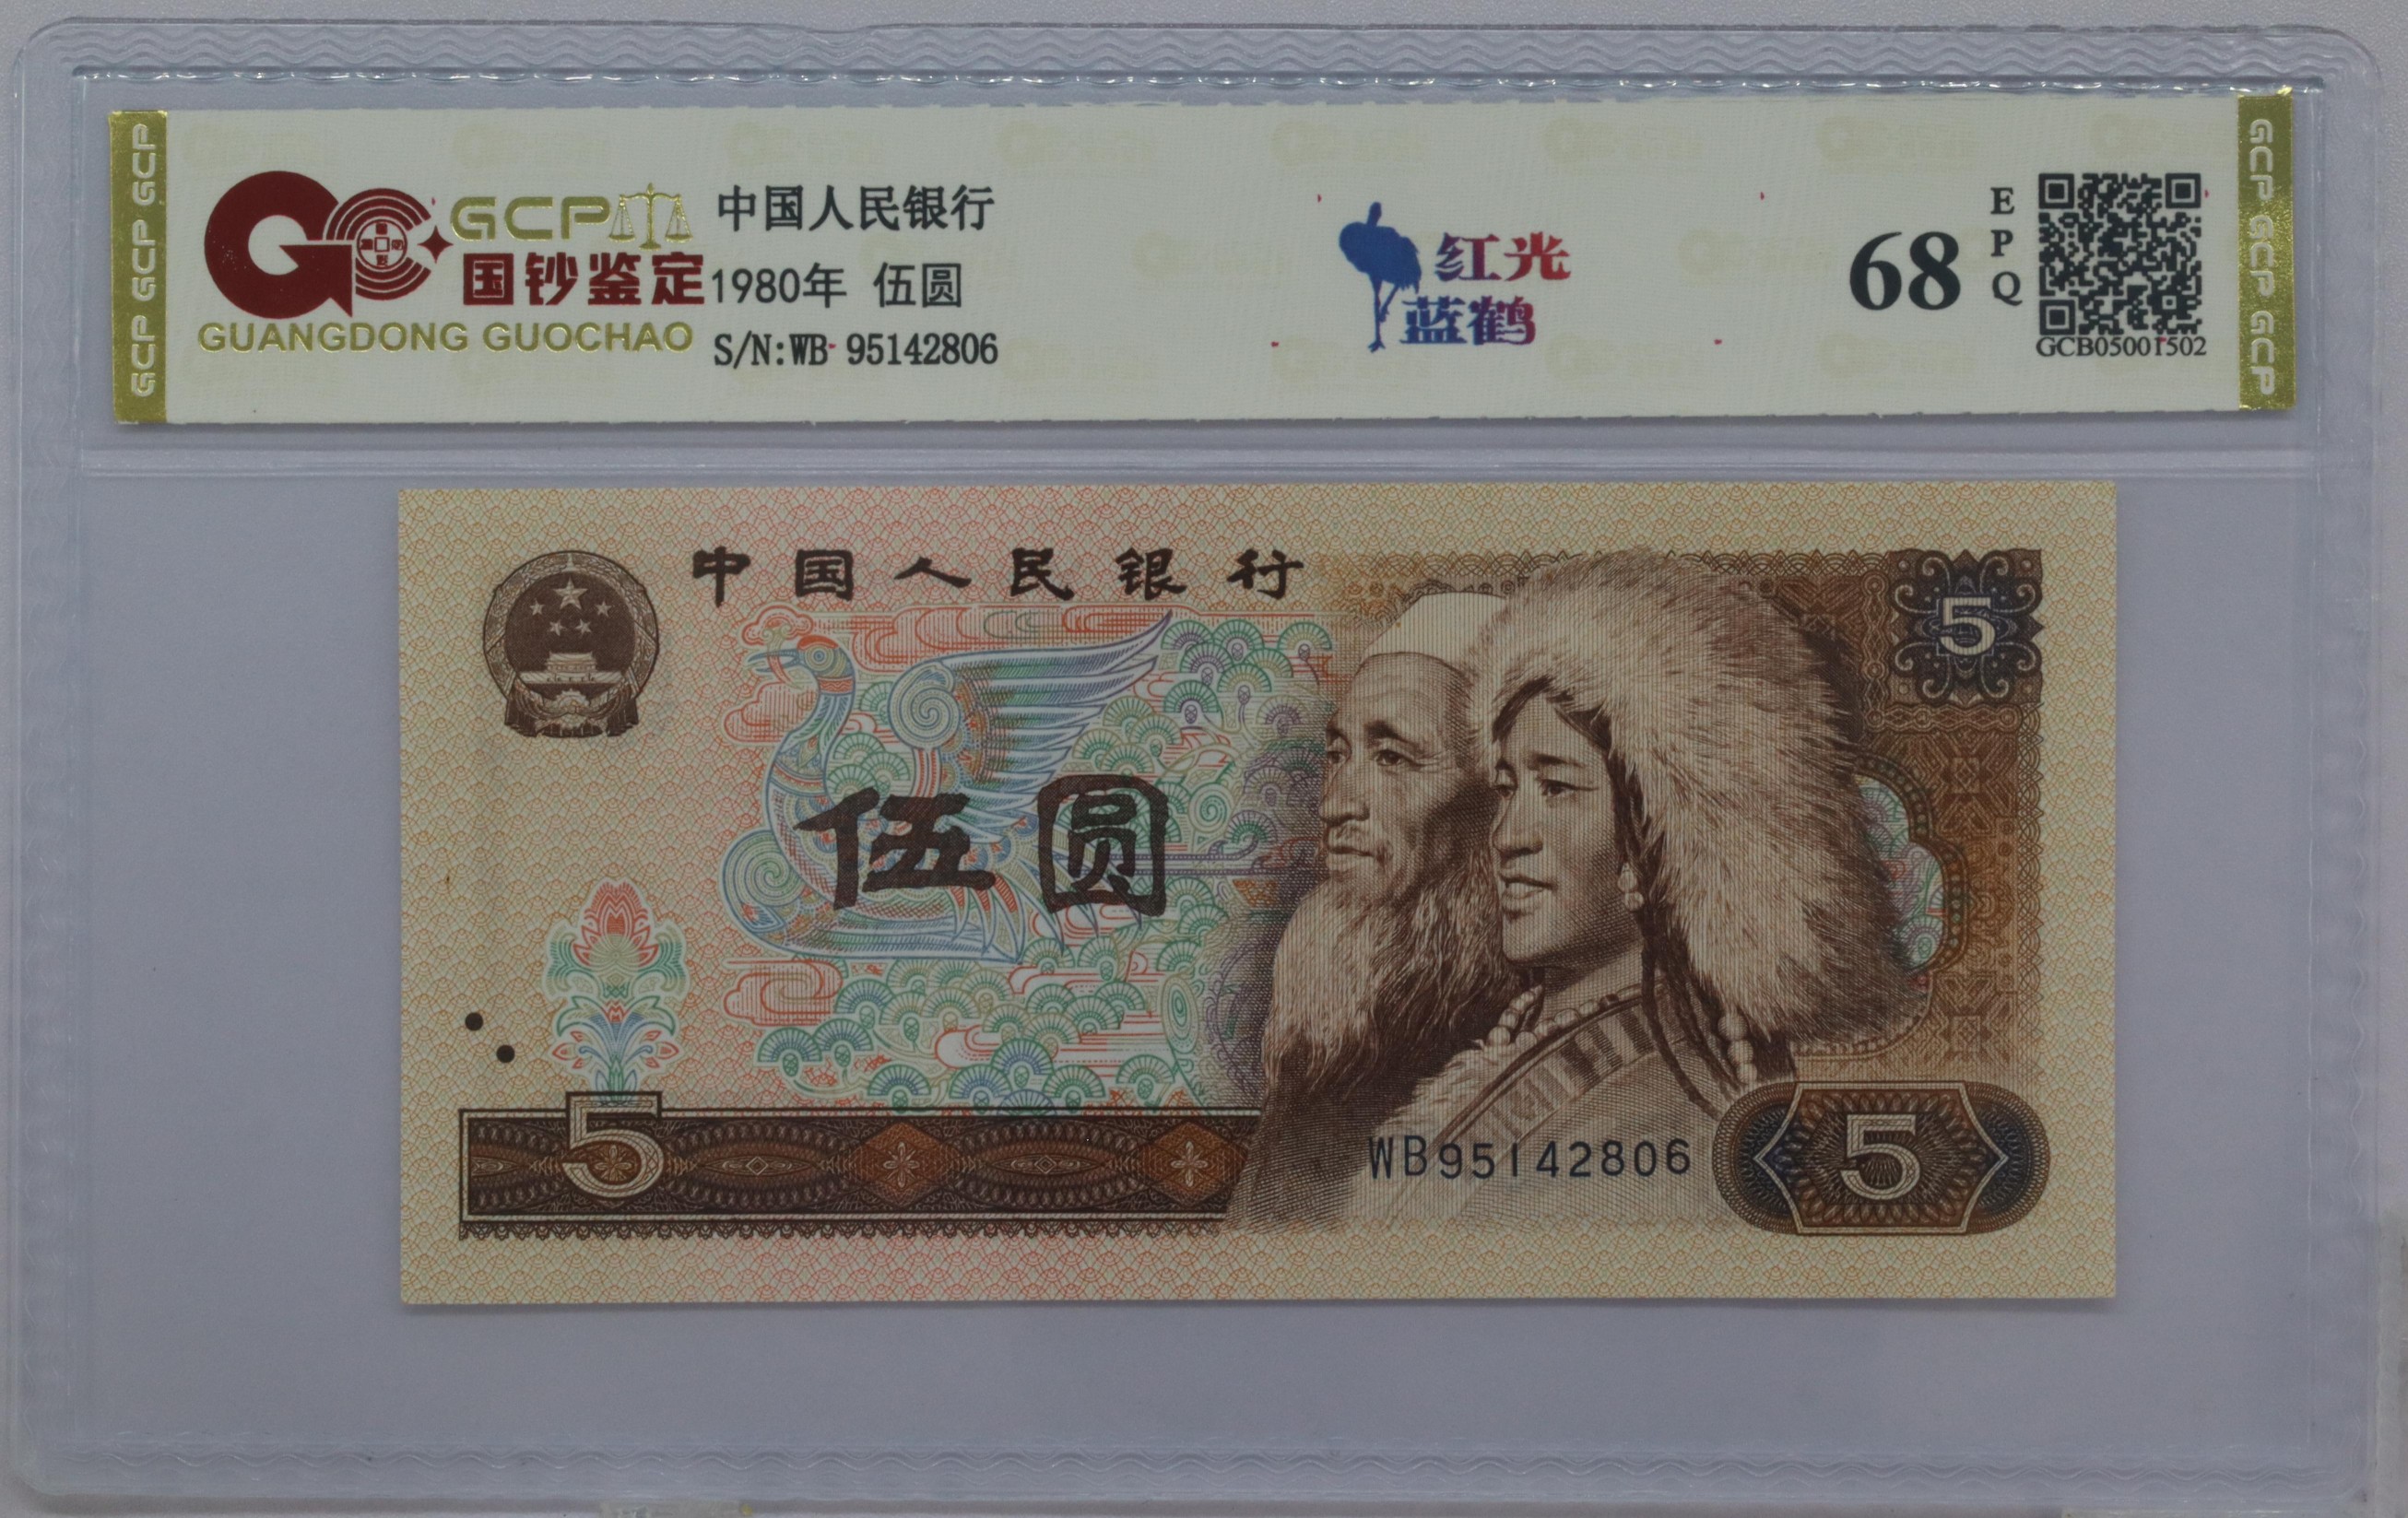 GCP GCP GCP
GCP
国钞鉴定
GUANGDONG GUOCHAO
中国人民银行
1980年 伍圆
S/N:WB 95142806
红光
蓝鹤
68
EPQ
GCB05001502
GCP GCP GCP
中国人民银行
5
伍圆
5
WB95142806
5